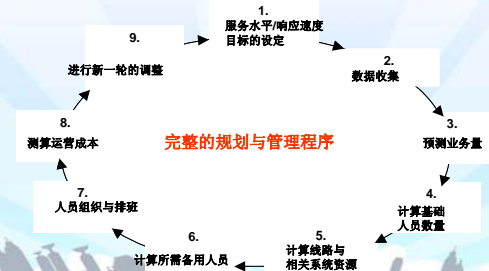 1.
服务水平/响应速度
目标的设定
2.
数据收集
3.
预测业务量
4.
计算基础
人员数量
5.
计算线路与
相关系统资源
6.
计算所需备用人员
7.
人员组织与排班
8.
测算运营成本
9.
进行新一轮的调整
完整的规划与管理程序